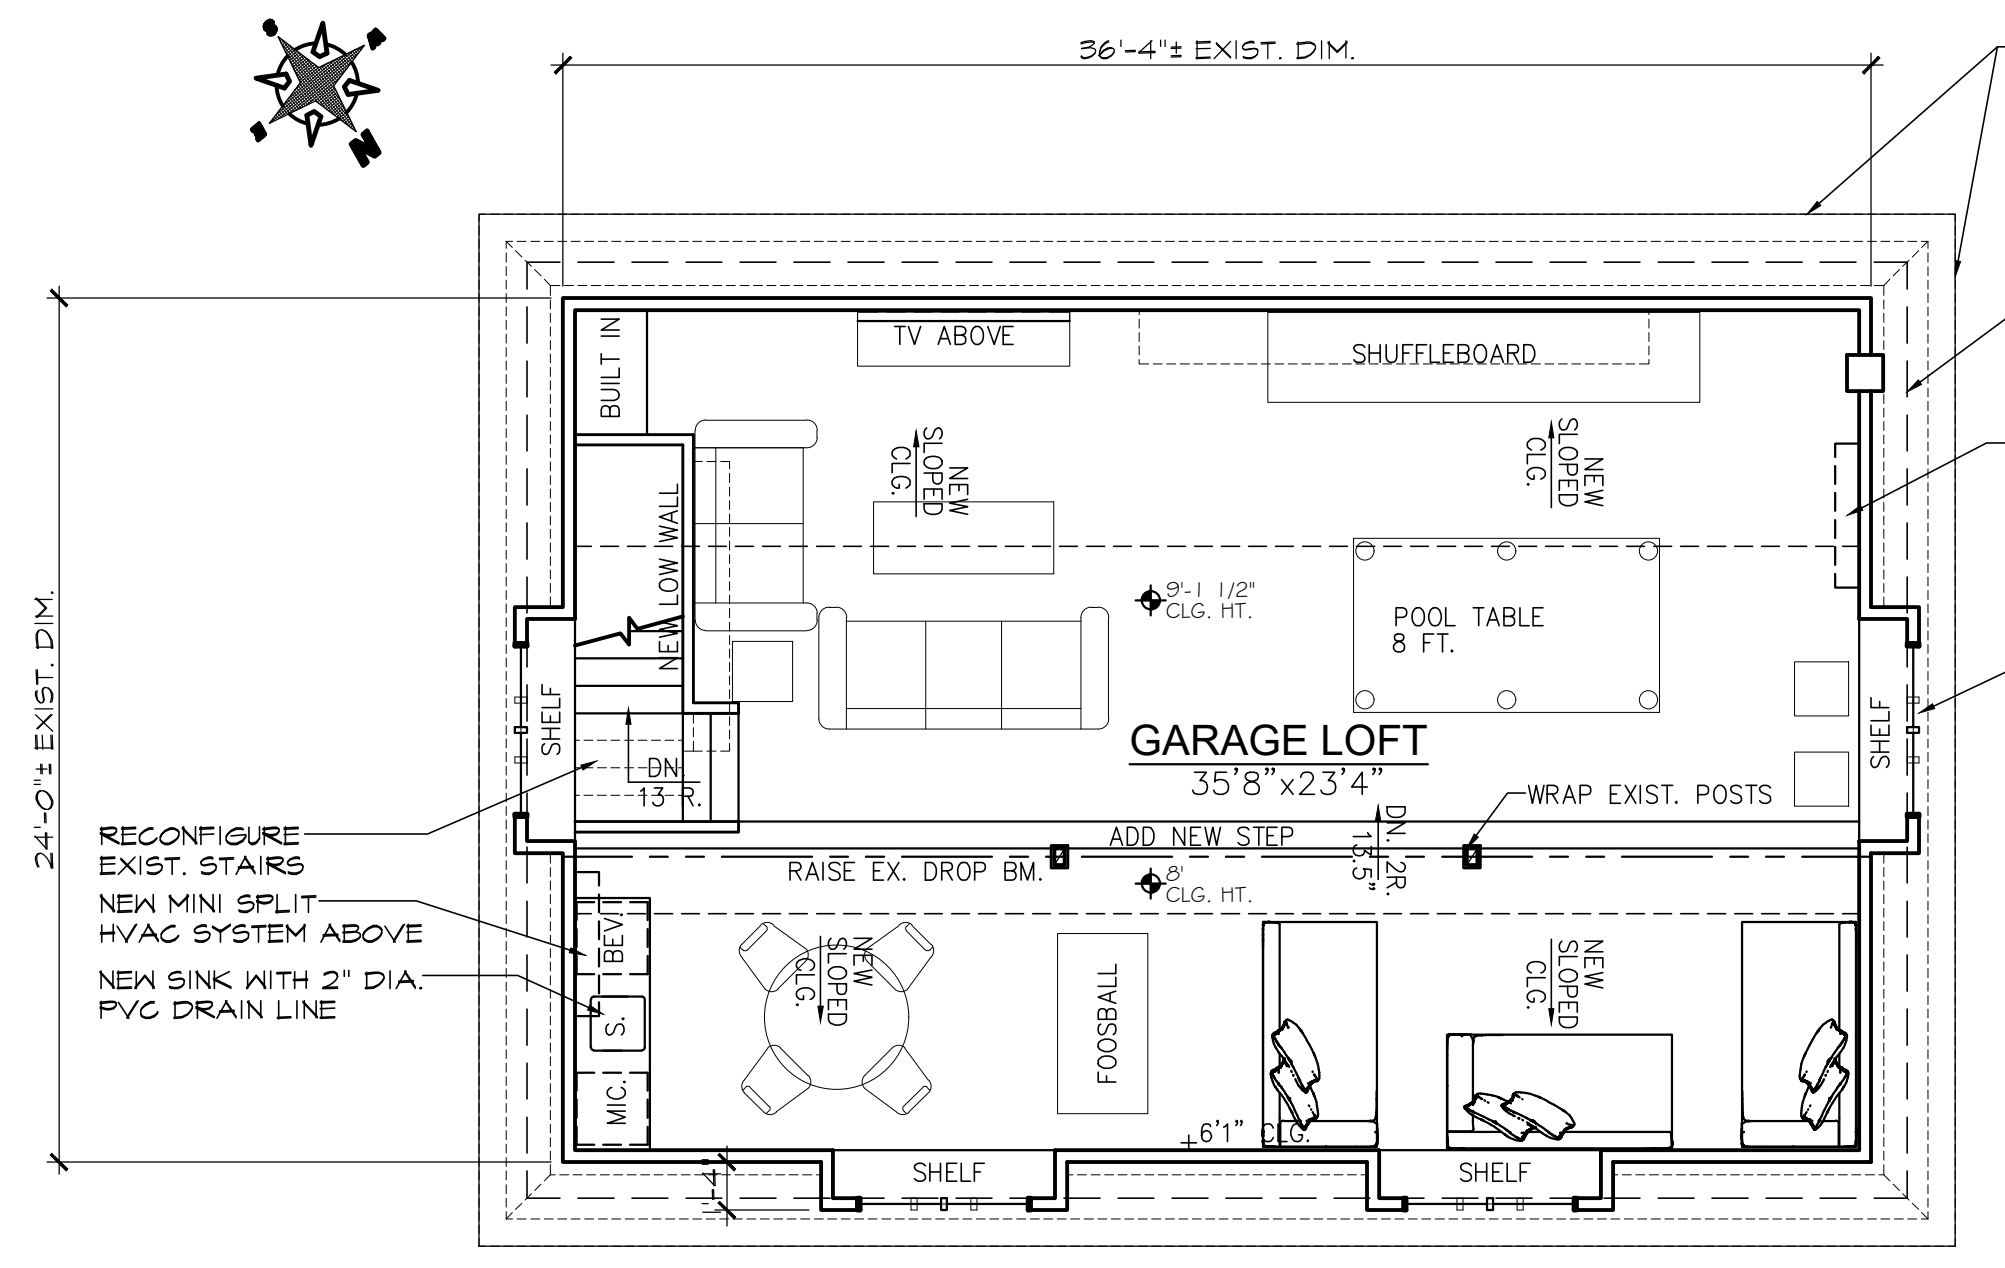 36'-4"± EXIST. DIM.
N
TV ABOVE
SHUFFLEBOARD
BUILT IN
NEW
SLOPED
CLG.
NEW
SLOPED
CLG.
NEW LOW WALL
9'-1 1/2"
CLG. HT.
POOL TABLE
8 FT.
24'-0"± EXIST. DIM.
SHELF
SHELF
GARAGE LOFT
35'8"x23'4"
DN.
13 R.
WRAP EXIST. POSTS
RECONFIGURE
EXIST. STAIRS
ADD NEW STEP
DN. 2R.
13.5"
RAISE EX. DROP BM.
8'
CLG. HT.
NEW MINI SPLIT
HVAC SYSTEM ABOVE
BEV.
NEW
SLOPED
CLG.
NEW
SLOPED
CLG.
NEW SINK WITH 2" DIA.
PVC DRAIN LINE
S.
FOOSBALL
MIC.
6'1" CLG.
SHELF
SHELF